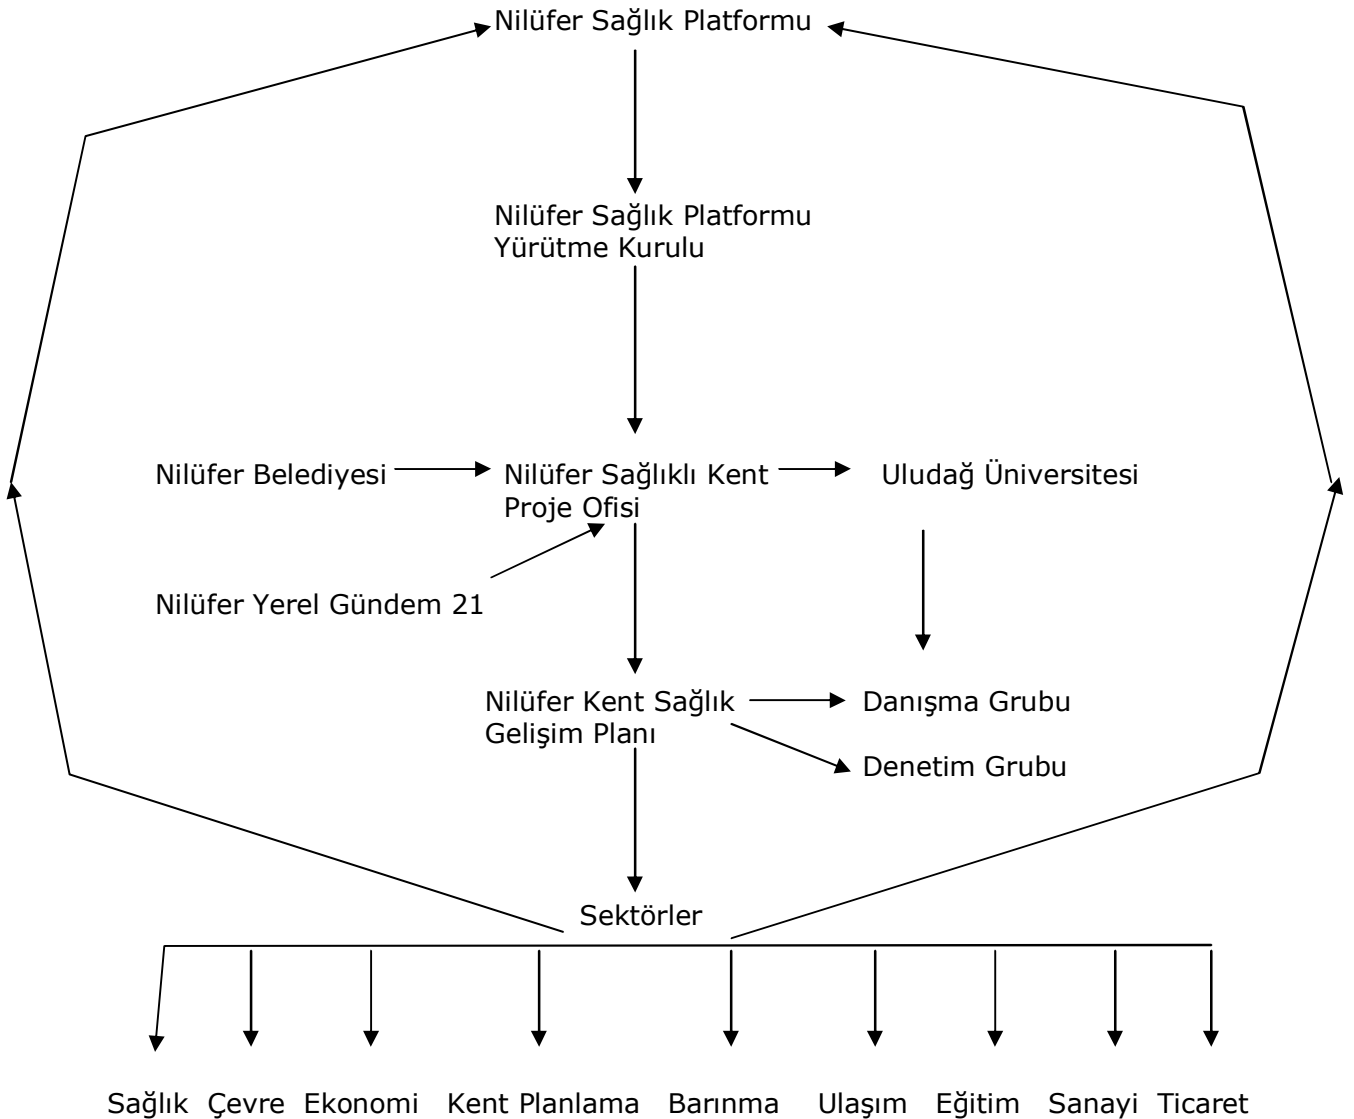 Nilüfer Sağlık Platformu
Nilüfer Sağlık Platformu
Yürütme Kurulu
Nilüfer Belediyesi
Nilüfer Sağlıklı Kent
Proje Ofisi
Uludağ Üniversitesi
Nilüfer Yerel Gündem 21
Nilüfer Kent Sağlık
Gelişim Planı
Danışma Grubu
Denetim Grubu
Sektörler
Sağlık Çevre Ekonomi Kent Planlama Barınma Ulaşım Eğitim Sanayi Ticaret